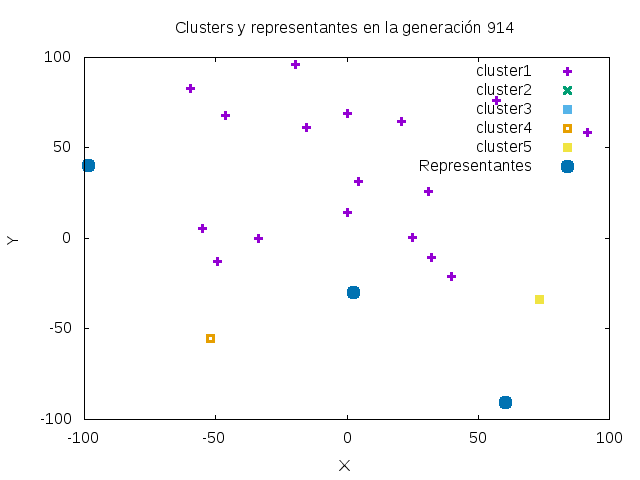 Clusters y representantes en la generación 914
100
50
0
-50
-100
-100
-50
0
50
100
Y
X
cluster1
cluster2
cluster3
cluster4
cluster5
Representantes